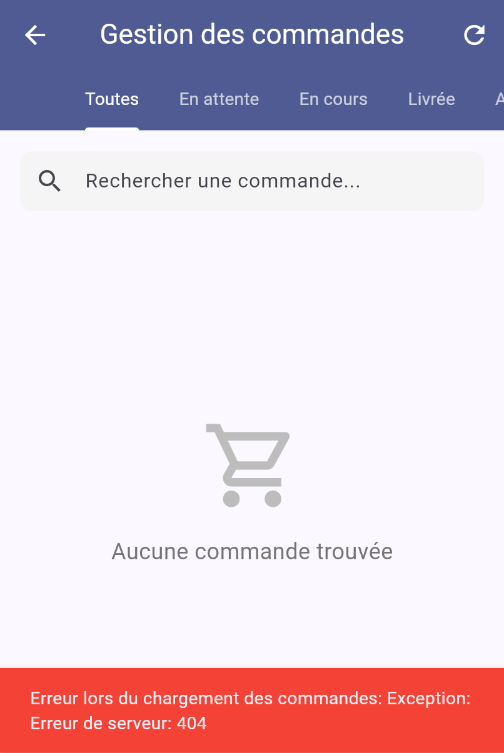 Gestion des commandes
Toutes En attente En cours Livrée A
Rechercher une commande...
Aucune commande trouvée
Erreur lors du chargement des commandes: Exception:
Erreur de serveur: 404